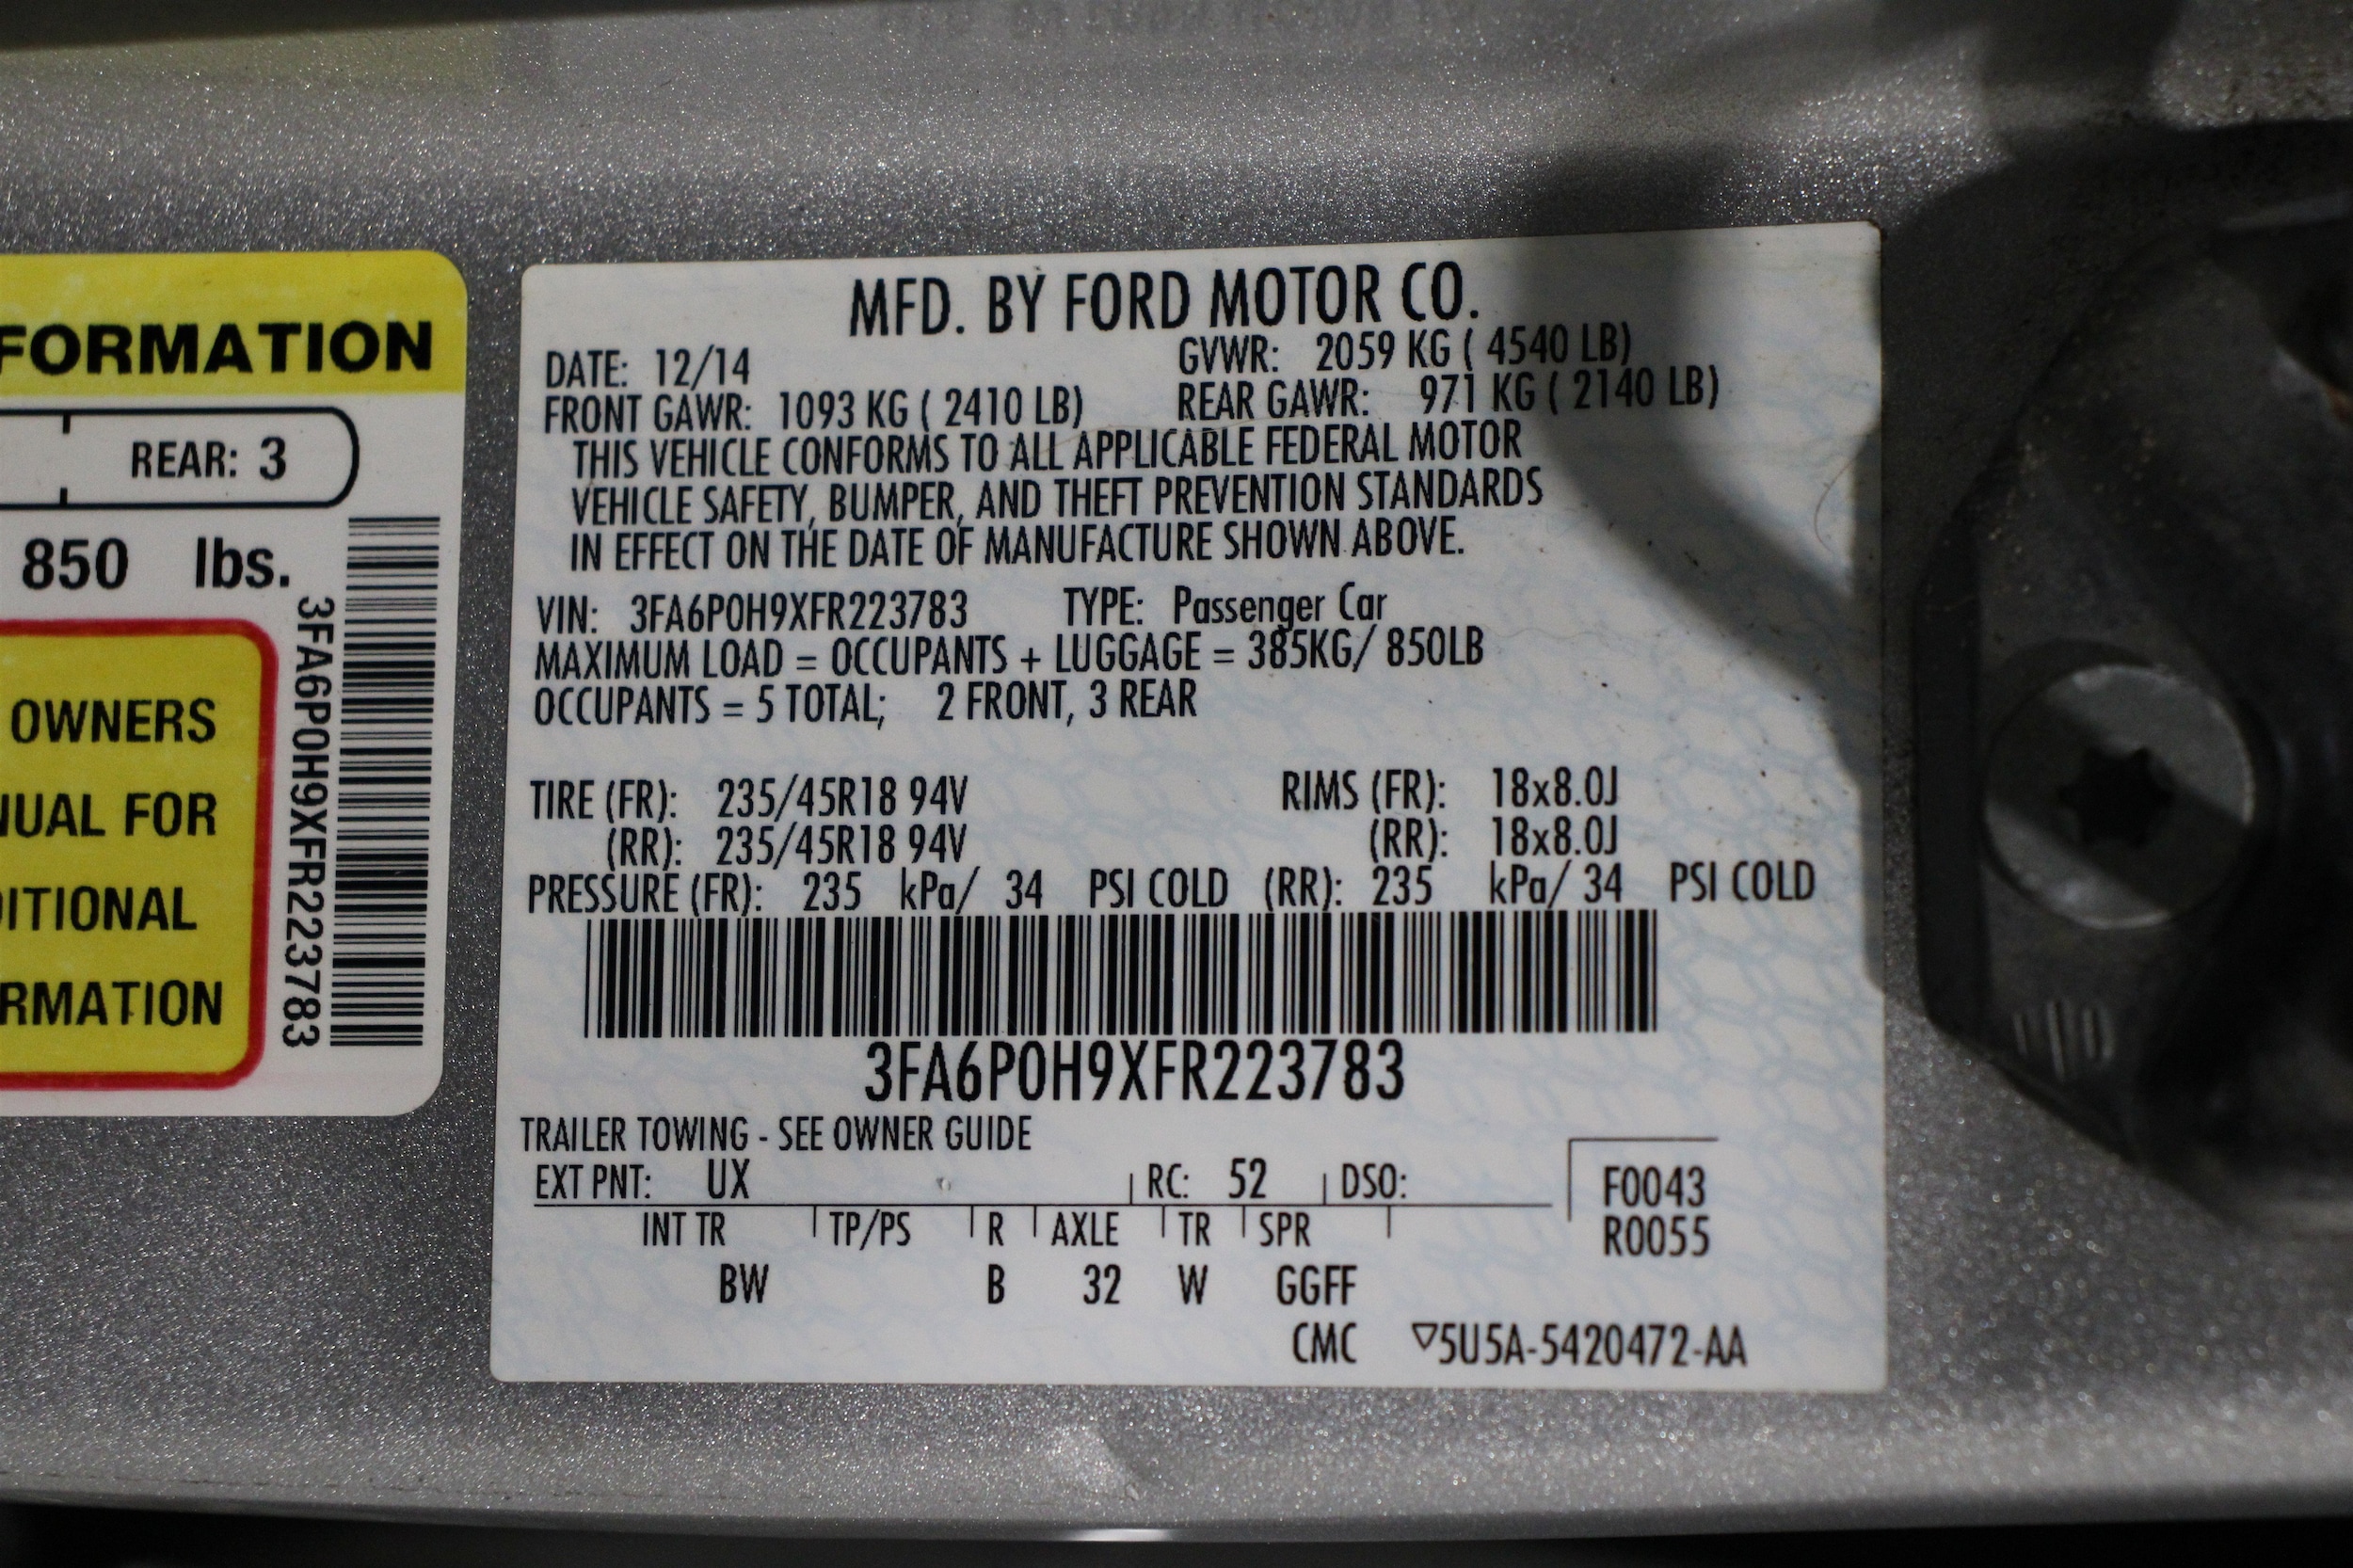 FORMATION
REAR: 3
850 lbs.
OWNERS
NUAL FOR
DITIONAL
RMATION
3FA6P0H9XFR223783
MFD. BY FORD MOTOR CO.
DATE: 12/14 GVWR: 2059 KG ( 4540 LB)
FRONT GAWR: 1093 KG ( 2410 LB) REAR GAWR: 971 KG ( 2140 LB)
THIS VEHICLE CONFORMS TO ALL APPLICABLE FEDERAL MOTOR
VEHICLE SAFETY, BUMPER, AND THEFT PREVENTION STANDARDS
IN EFFECT ON THE DATE OF MANUFACTURE SHOWN ABOVE.
VIN: 3FA6P0H9XFR223783 TYPE: Passenger Car
MAXIMUM LOAD = OCCUPANTS + LUGGAGE = 385KG/ 850LB
OCCUPANTS = 5 TOTAL; 2 FRONT, 3 REAR
TIRE (FR): 235/45R18 94V RIMS (FR): 18x8.0J
(RR): 235/45R18 94V (RR): 18x8.0J
PRESSURE (FR): 235 kPa/ 34 PSI COLD (RR): 235 kPa/ 34 PSI COLD
3FA6P0H9XFR223783
TRAILER TOWING - SEE OWNER GUIDE
EXT PNT: UX RC: 52 DSO: F0043
INT TR TP/PS R AXLE TR SPR R0055
BW B 32 W GGFF
CMC ▽5U5A-5420472-AA